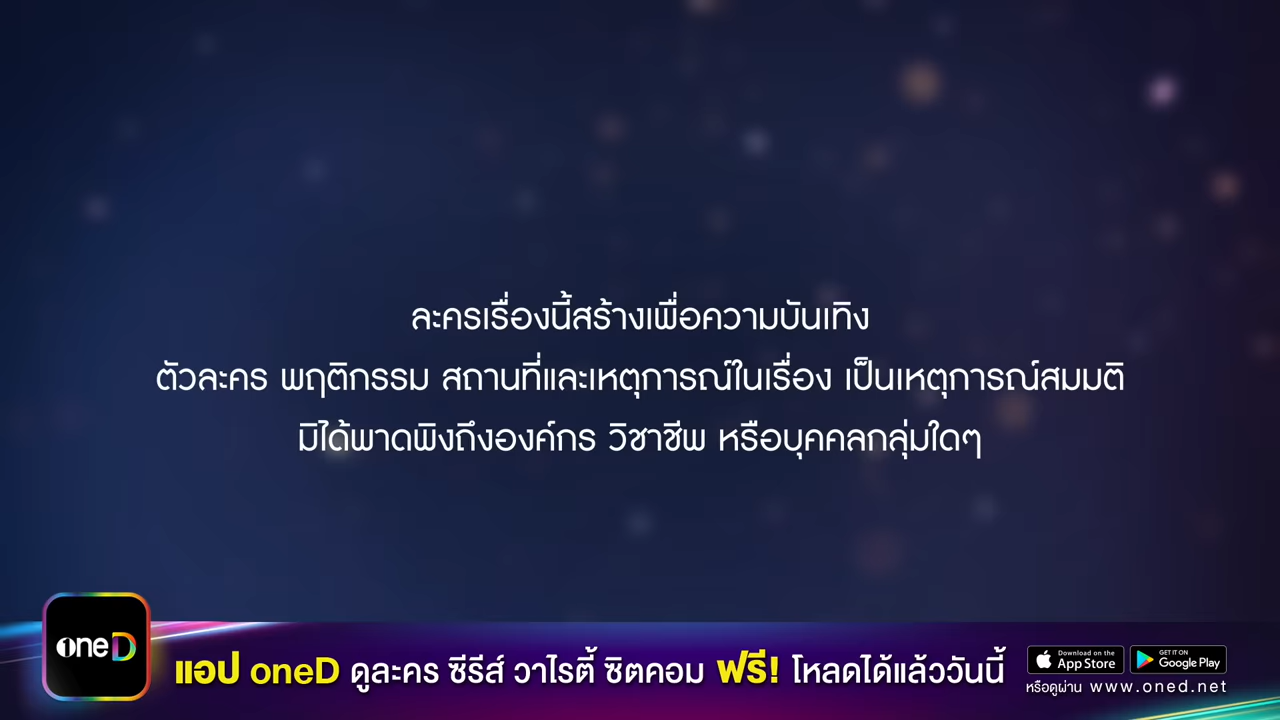 ละครเรื่องนี้สร้างเพื่อความบันเทิง
ตัวละคร พฤติกรรม สถานที่และเหตุการณ์ในเรื่อง เป็นเหตุการณ์สมมติ
มิได้พาดพิงถึงองค์กร วิชาชีพ หรือบุคคลกลุ่มใดๆ
oneD
แอป oneD ดูละคร ซีรีส์ วาไรตี้ ซิตคอม ฟรี! โหลดได้แล้ววันนี้
Download on the
App Store
GET IT ON
Google Play
หรือดูผ่าน www.oned.net